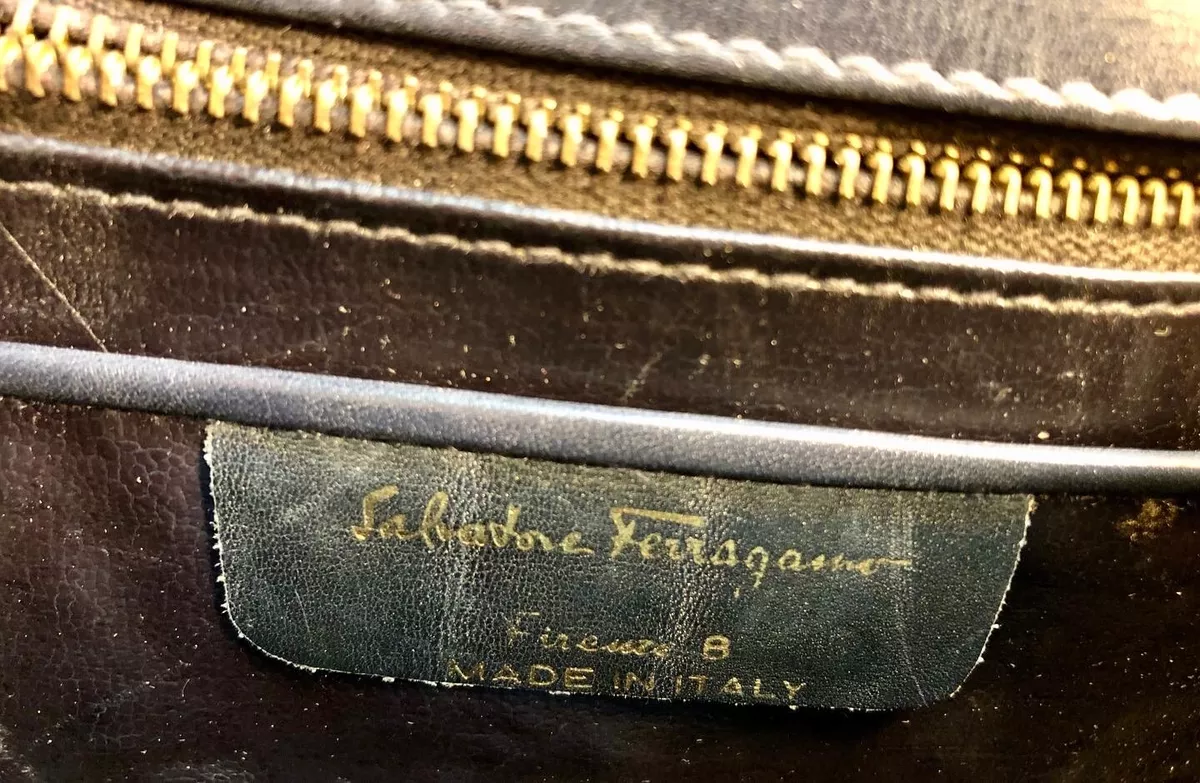 Salvatore Ferragamo
Firenze 8
MADE IN ITALY